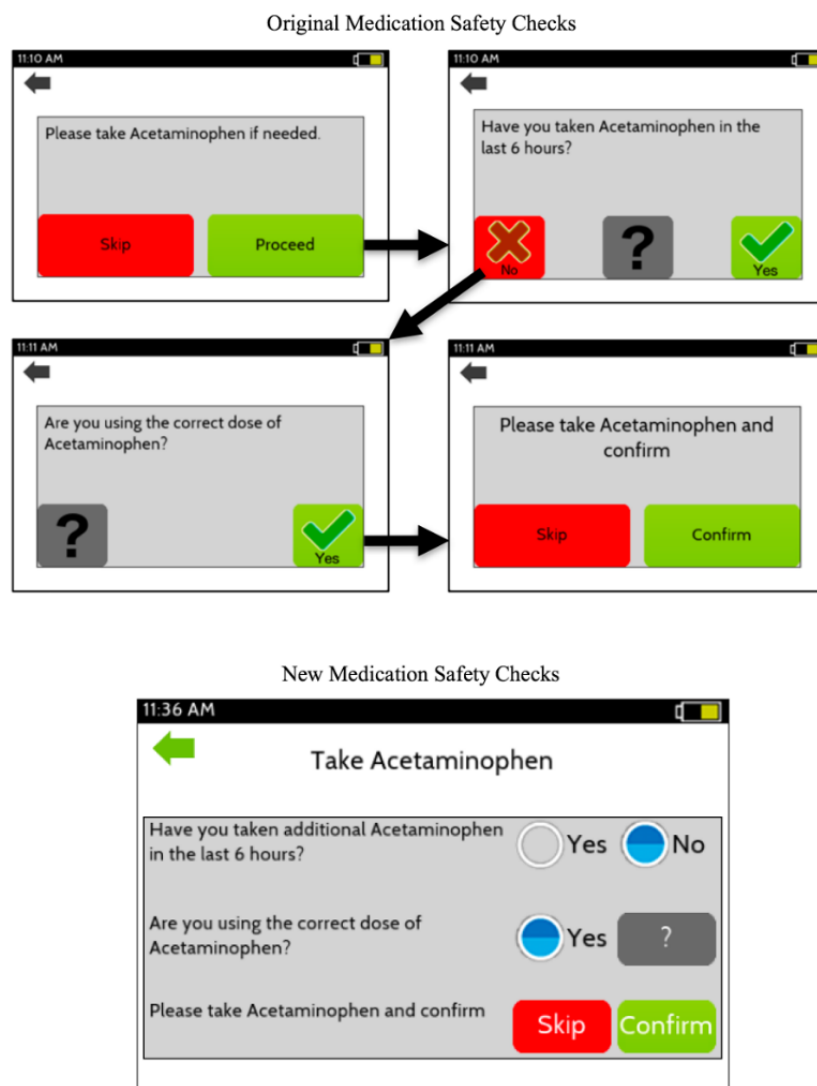 Original Medication Safety Checks
11:10 AM
Please take Acetaminophen if needed.
Skip
Proceed
11:10 AM
Have you taken Acetaminophen in the
last 6 hours?
No
?
Yes
11:11 AM
Are you using the correct dose of
Acetaminophen?
?
Yes
11:11 AM
Please take Acetaminophen and
confirm
Skip
Confirm
New Medication Safety Checks
11:36 AM
Take Acetaminophen
Have you taken additional Acetaminophen
in the last 6 hours?
Yes
No
Are you using the correct dose of
Acetaminophen?
Yes
?
Please take Acetaminophen and confirm
Skip
Confirm